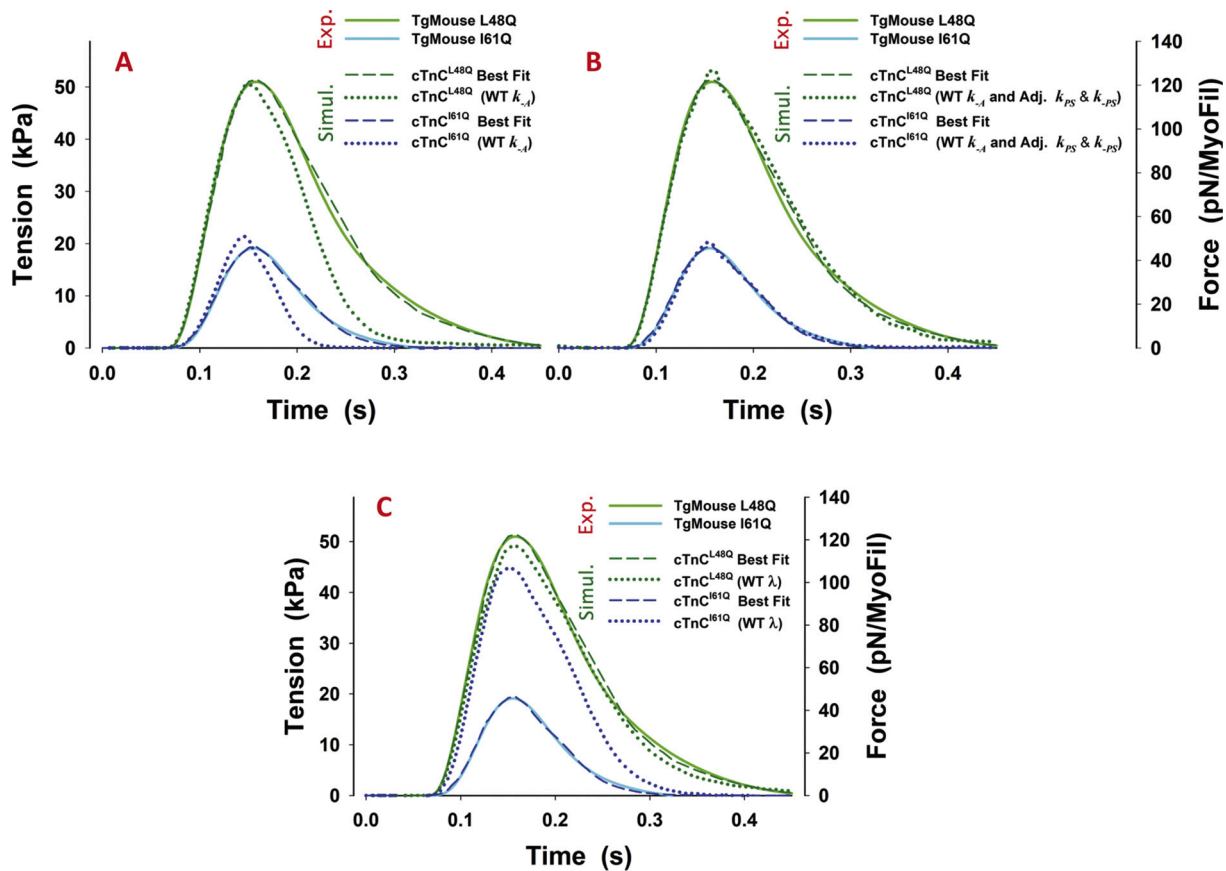 A
Exp.
TgMouse L48Q
TgMouse I61Q
Simul.
cTnC^L48Q Best Fit
cTnC^L48Q (WT k_-A)
cTnC^I61Q Best Fit
cTnC^I61Q (WT k_-A)
Tension (kPa)
50
40
30
20
10
0
0.0 0.1 0.2 0.3 0.4
Time (s)
B
Exp.
TgMouse L48Q
TgMouse I61Q
Simul.
cTnC^L48Q Best Fit
cTnC^L48Q (WT k_-A and Adj. k_PS & k_-PS)
cTnC^I61Q Best Fit
cTnC^I61Q (WT k_-A and Adj. k_PS & k_-PS)
140
120
100
80
60
40
20
0
Force (pN/MyoFil)
0.0 0.1 0.2 0.3 0.4
Time (s)
C
Exp.
TgMouse L48Q
TgMouse I61Q
Simul.
cTnC^L48Q Best Fit
cTnC^L48Q (WT λ)
cTnC^I61Q Best Fit
cTnC^I61Q (WT λ)
Tension (kPa)
50
40
30
20
10
0
140
120
100
80
60
40
20
0
Force (pN/MyoFil)
0.0 0.1 0.2 0.3 0.4
Time (s)